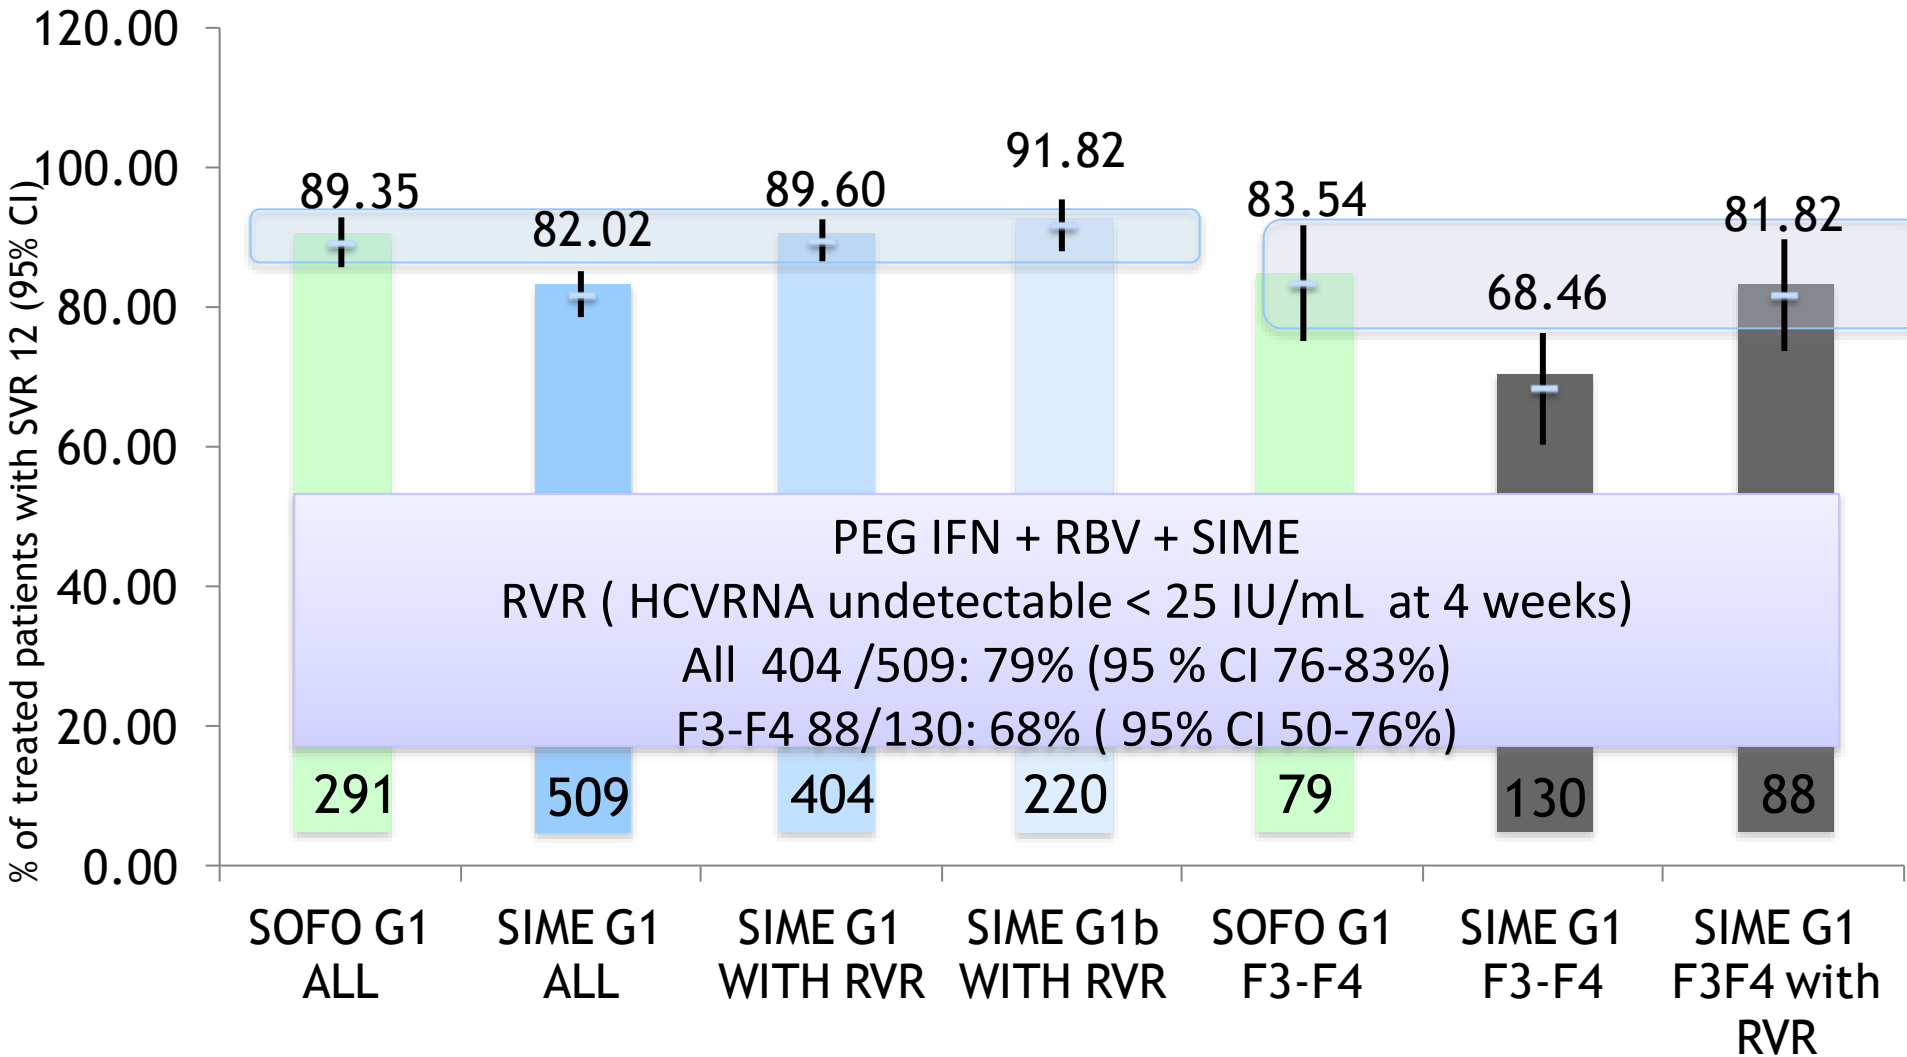 % of treated patients with SVR 12 (95% CI)
120.00
100.00
80.00
60.00
40.00
20.00
0.00
89.35
82.02
89.60
91.82
83.54
68.46
81.82
PEG IFN + RBV + SIME
RVR ( HCVRNA undetectable < 25 IU/mL at 4 weeks)
All 404 /509: 79% (95 % CI 76-83%)
F3-F4 88/130: 68% ( 95% CI 50-76%)
291
509
404
220
79
130
88
SOFO G1
ALL
SIME G1
ALL
SIME G1
WITH RVR
SIME G1b
WITH RVR
SOFO G1
F3-F4
SIME G1
F3-F4
SIME G1
F3F4 with
RVR